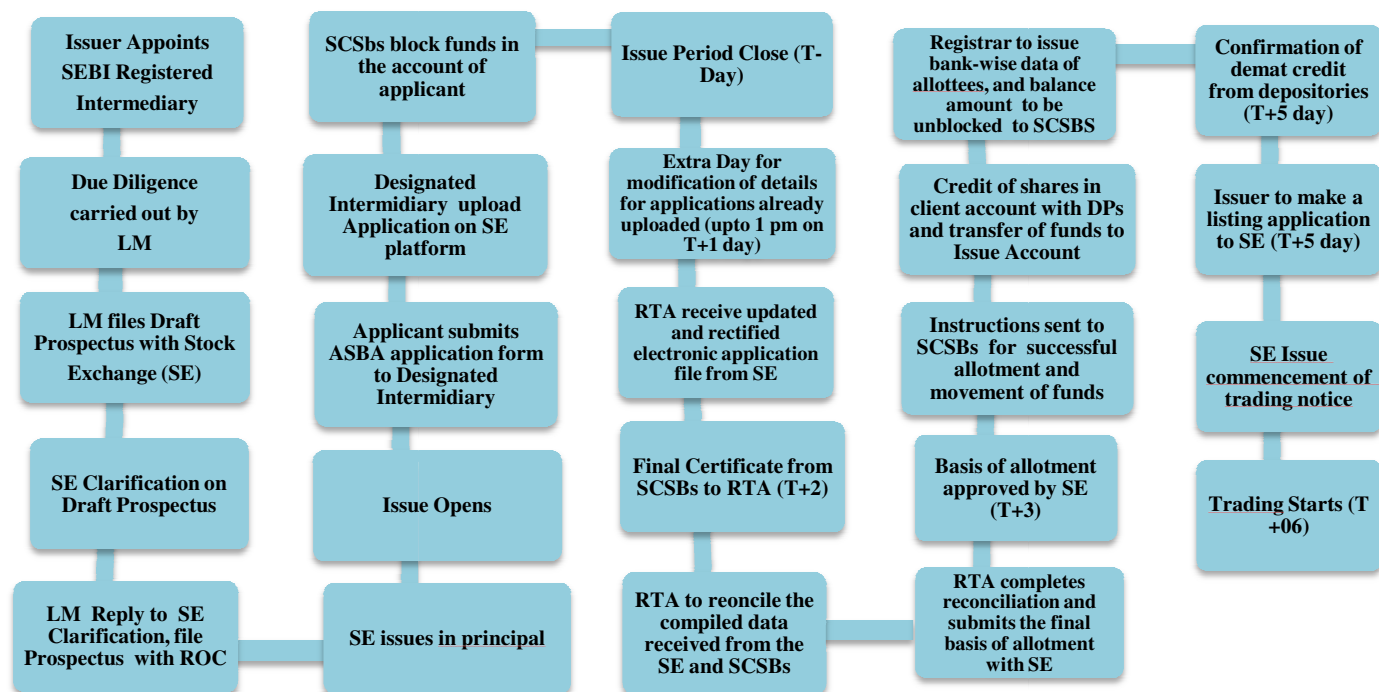 Issuer Appoints
SEBI Registered
Intermediary
Due Diligence
carried out by
LM
LM files Draft
Prospectus with Stock
Exchange (SE)
SE Clarification on
Draft Prospectus
LM Reply to SE
Clarification, file
Prospectus with ROC
SE issues in principal
Issue Opens
Applicant submits
ASBA application form
to Designated
Intermidiary
Designated
Intermidiary upload
Application on SE
platform
SCSbs block funds in
the account of
applicant
Issue Period Close (T-
Day)
Extra Day for
modification of details
for applications already
uploaded (upto 1 pm on
T+1 day)
RTA receive updated
and rectified
electronic application
file from SE
Final Certificate from
SCSBs to RTA (T+2)
RTA to reconcile the
compiled data
received from the
SE and SCSBs
RTA completes
reconciliation and
submits the final
basis of allotment
with SE
Basis of allotment
approved by SE
(T+3)
Instructions sent to
SCSBs for successful
allotment and
movement of funds
Credit of shares in
client account with DPs
and transfer of funds to
Issue Account
Registrar to issue
bank-wise data of
allottees, and balance
amount to be
unblocked to SCSBS
Confirmation of
demat credit
from depositories
(T+5 day)
Issuer to make a
listing application
to SE (T+5 day)
SE Issue
commencement of
trading notice
Trading Starts (T
+06)